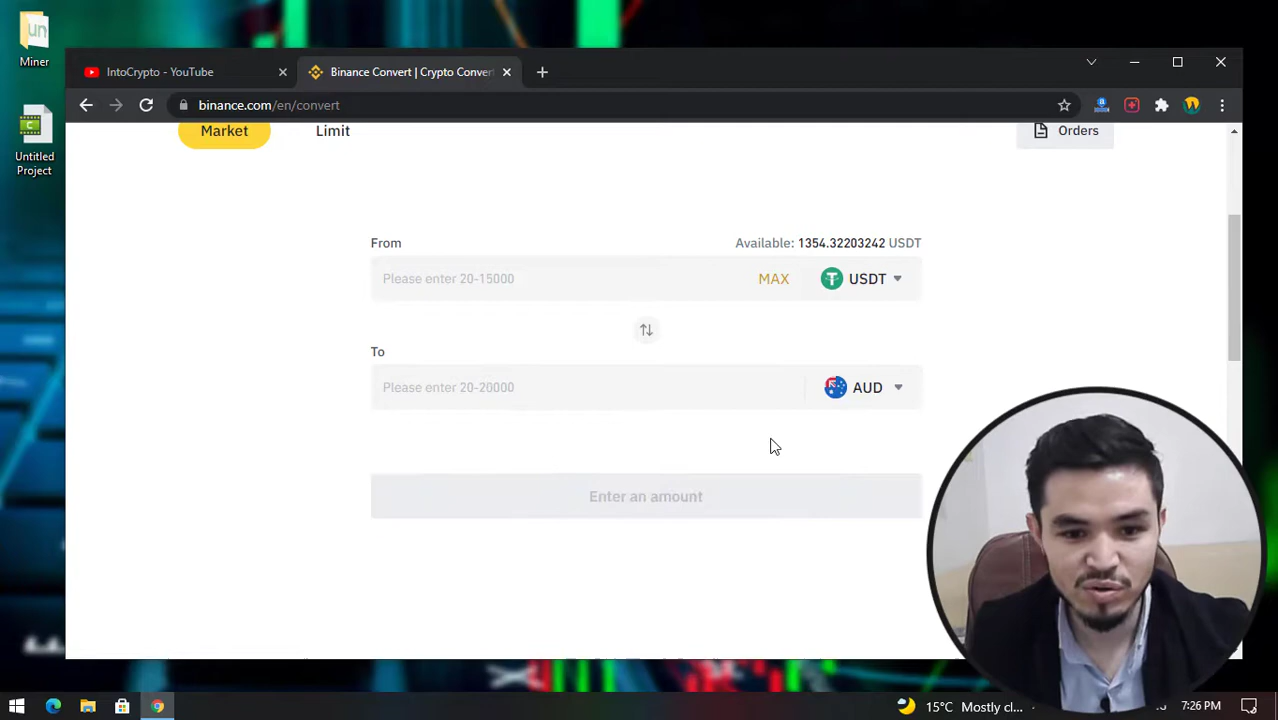 Miner
Untitled
Project
IntoCrypto - YouTube
Binance Convert | Crypto Conver
binance.com/en/convert
Market
Limit
Orders
From
Available: 1354.32203242 USDT
Please enter 20-15000
MAX
USDT
To
Please enter 20-20000
AUD
Enter an amount
15°C Mostly cl...
7:26 PM